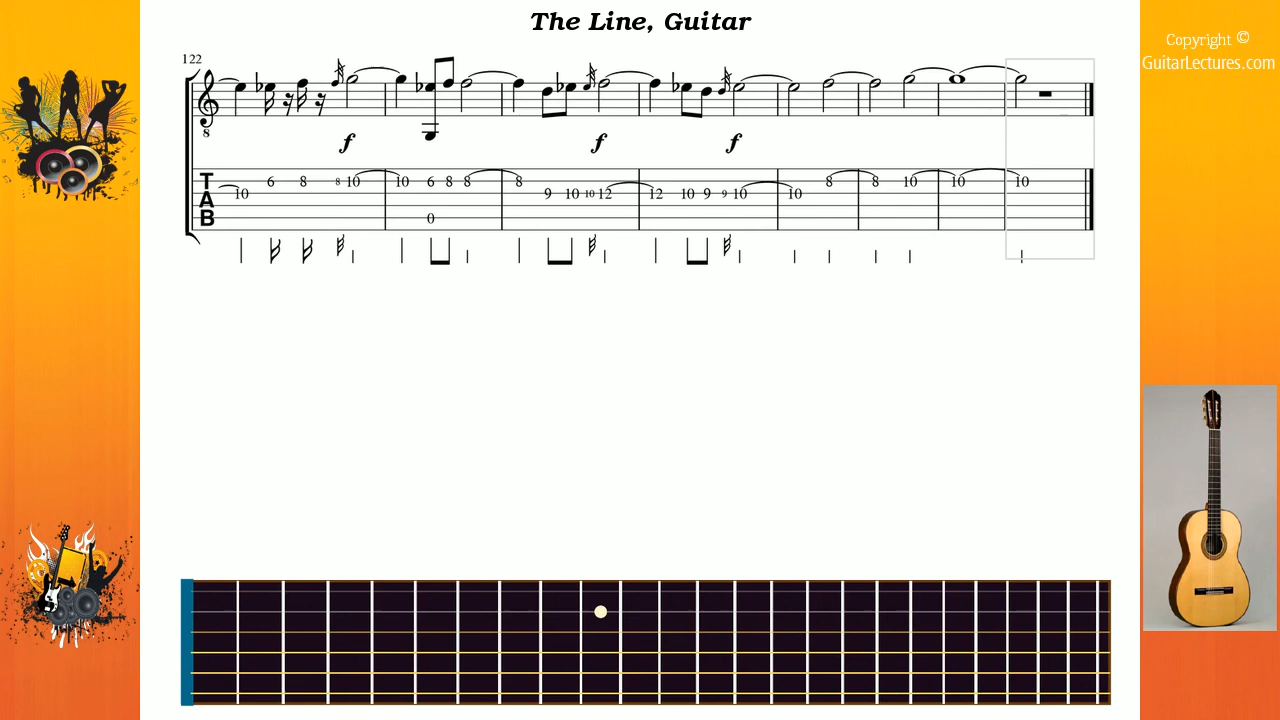 The Line, Guitar
Copyright ©
GuitarLectures.com
122
8
f f f
T
A
B
10 6 8 8 10 10 6 8 8 8 9 10 10 12 12 10 9 9 10 10 8 8 10 10 10
0